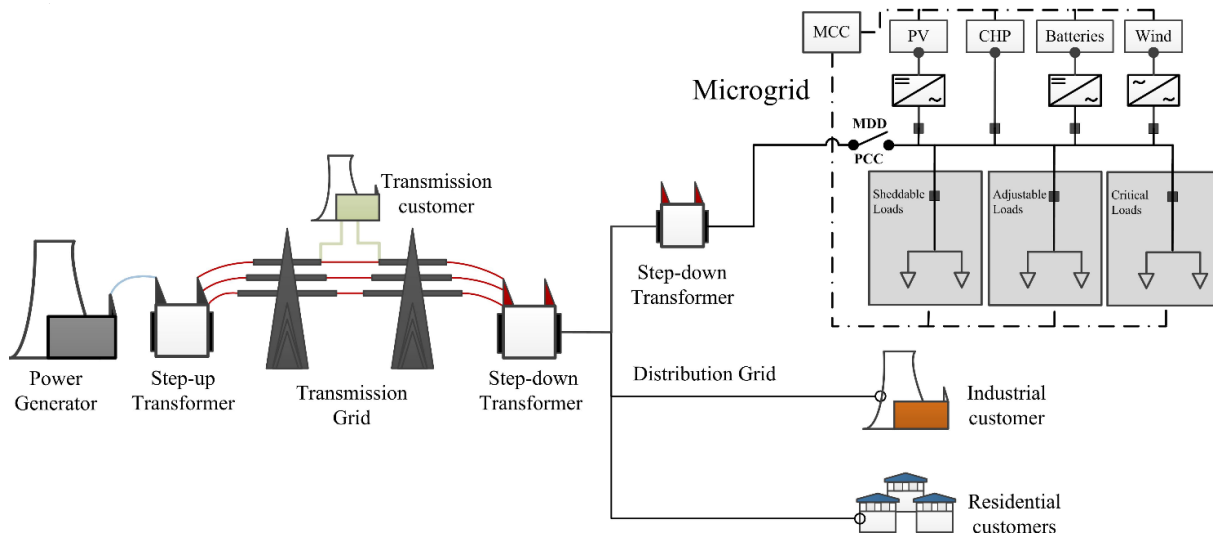 MCC
PV
CHP
Batteries
Wind
Microgrid
MDD
PCC
Transmission
customer
Sheddable
Loads
Adjustable Loads
Critical Loads
Step-down
Transformer
Power
Generator
Step-up
Transformer
Transmission
Grid
Step-down
Transformer
Distribution Grid
Industrial
customer
Residential
customers